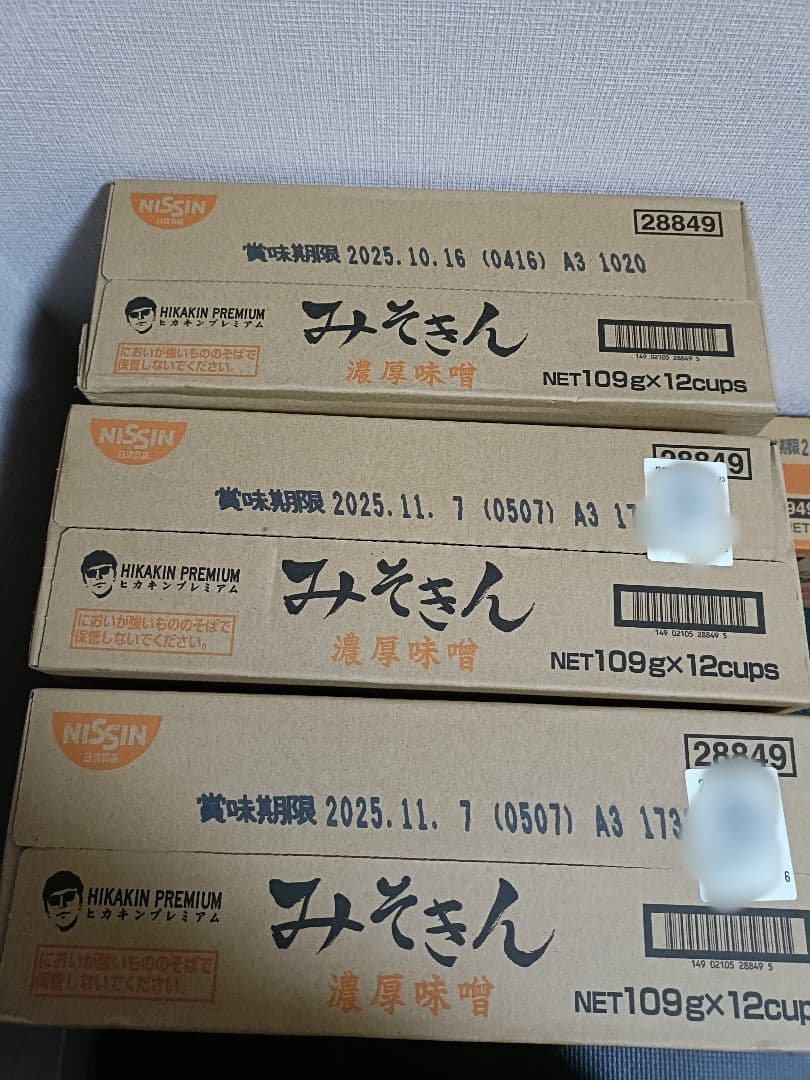 NISSIN
日清食品
28849
賞味期限 2025.10.16 (0416) A3 1020
HIKAKIN PREMIUM
ヒカキンプレミアム
みそきん
濃厚味噌
においが強いもののそばで
保管しないでください。
149 02105 28849 5
NET109g×12cups
NISSIN
日清食品
28849
賞味期限 2025.11. 7 (0507) A3 17
HIKAKIN PREMIUM
ヒカキンプレミアム
みそきん
濃厚味噌
においが強いもののそばで
保管しないでください。
149 02105 28849 5
NET109g×12cups
NISSIN
日清食品
28849
賞味期限 2025.11. 7 (0507) A3 173
6
HIKAKIN PREMIUM
ヒカキンプレミアム
みそきん
濃厚味噌
においが強いもののそばで
保管しないでください。
149 02105 28849 5
NET109g×12cup